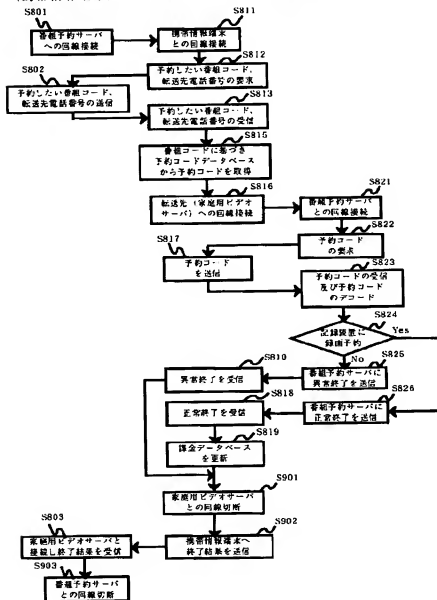 S801
番組予約サーバ
への回線接続
S811
携帯情報端末
との回線接続
S812
予約したい番組コード、
転送先電話番号の要求
S802
予約したい番組コード、
転送先電話番号の送信
S813
予約したい番組コード、
転送先電話番号の受信
S815
番組コードに基づき
予約コードデータベース
から予約コードを取得
S816
転送先（家庭用ビデオ
サーバ）への回線接続
S821
番組予約サーバ
との回線接続
S822
予約コード
の要求
S817
予約コード
を送信
S823
予約コードの受信
及び予約コード
のデコード
S824
記録装置に
録画予約
Yes
No
S825
番組予約サーバに
異常終了を送信
S810
異常終了を受信
S826
番組予約サーバに
正常終了を送信
S818
正常終了を受信
S819
課金データベース
を更新
S901
家庭用ビデオサーバ
との回線切断
S902
携帯情報端末へ
終了結果を送信
S803
家庭用ビデオサーバと
接続し終了結果を受信
S903
番組予約サーバ
との回線切断